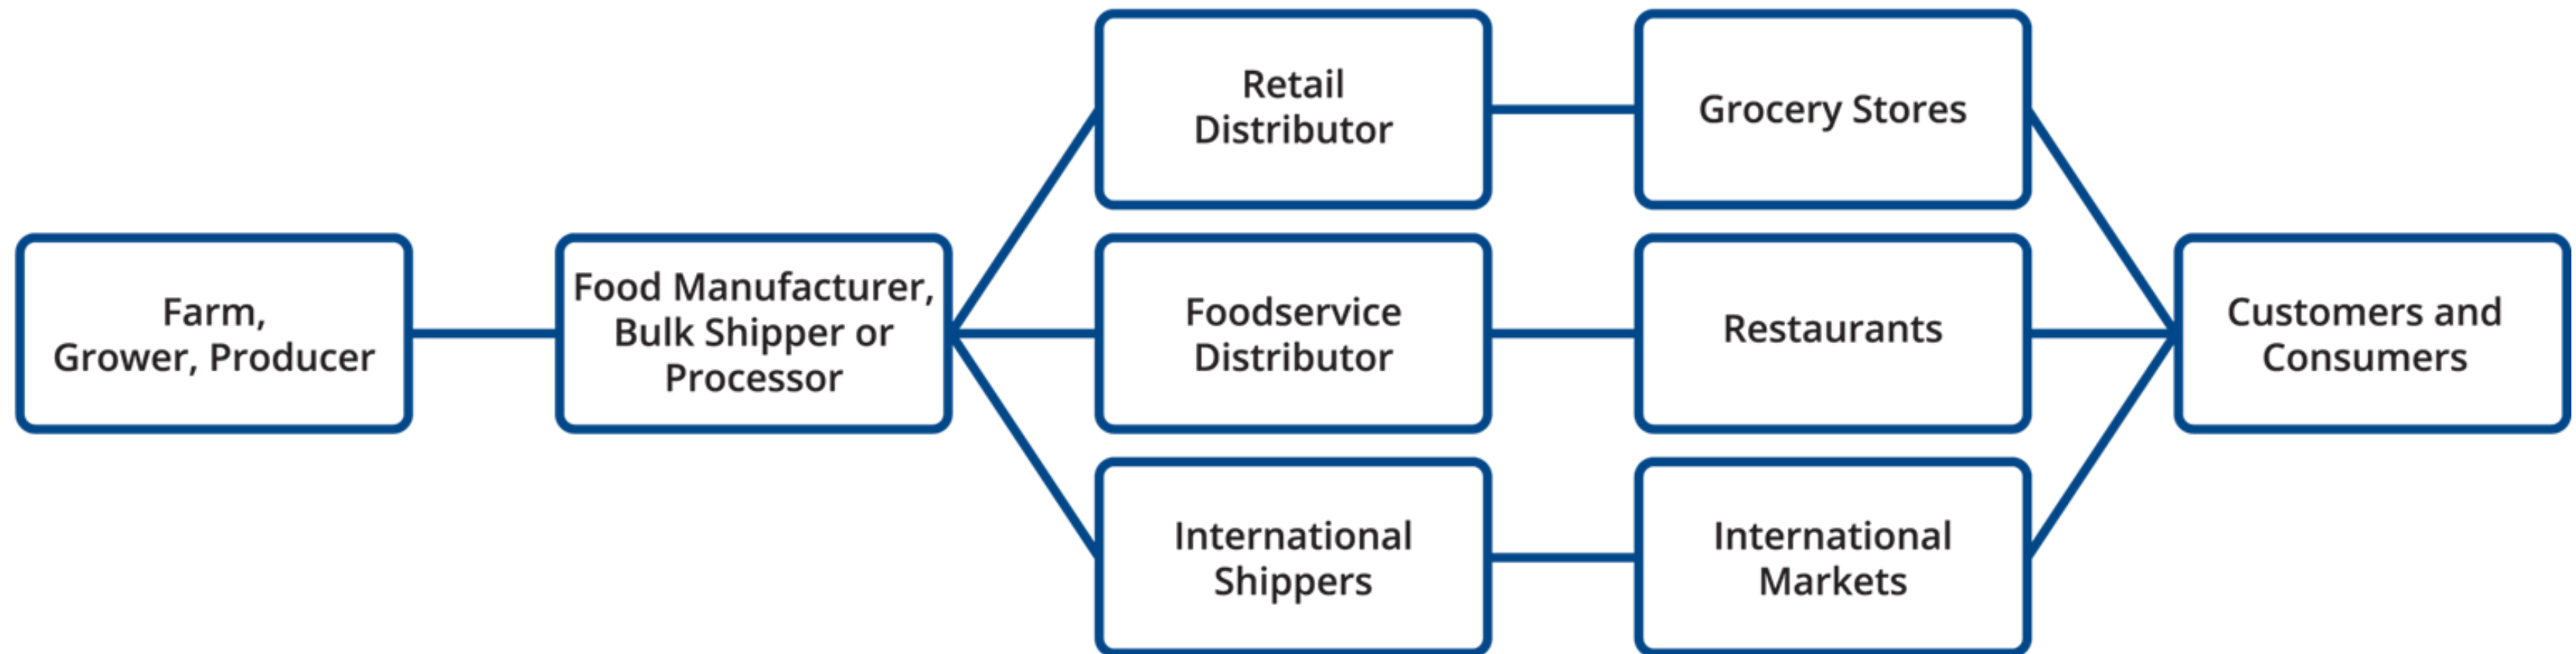 Farm,
Grower, Producer
Food Manufacturer,
Bulk Shipper or
Processor
Retail
Distributor
Grocery Stores
Foodservice
Distributor
Restaurants
International
Shippers
International
Markets
Customers and
Consumers